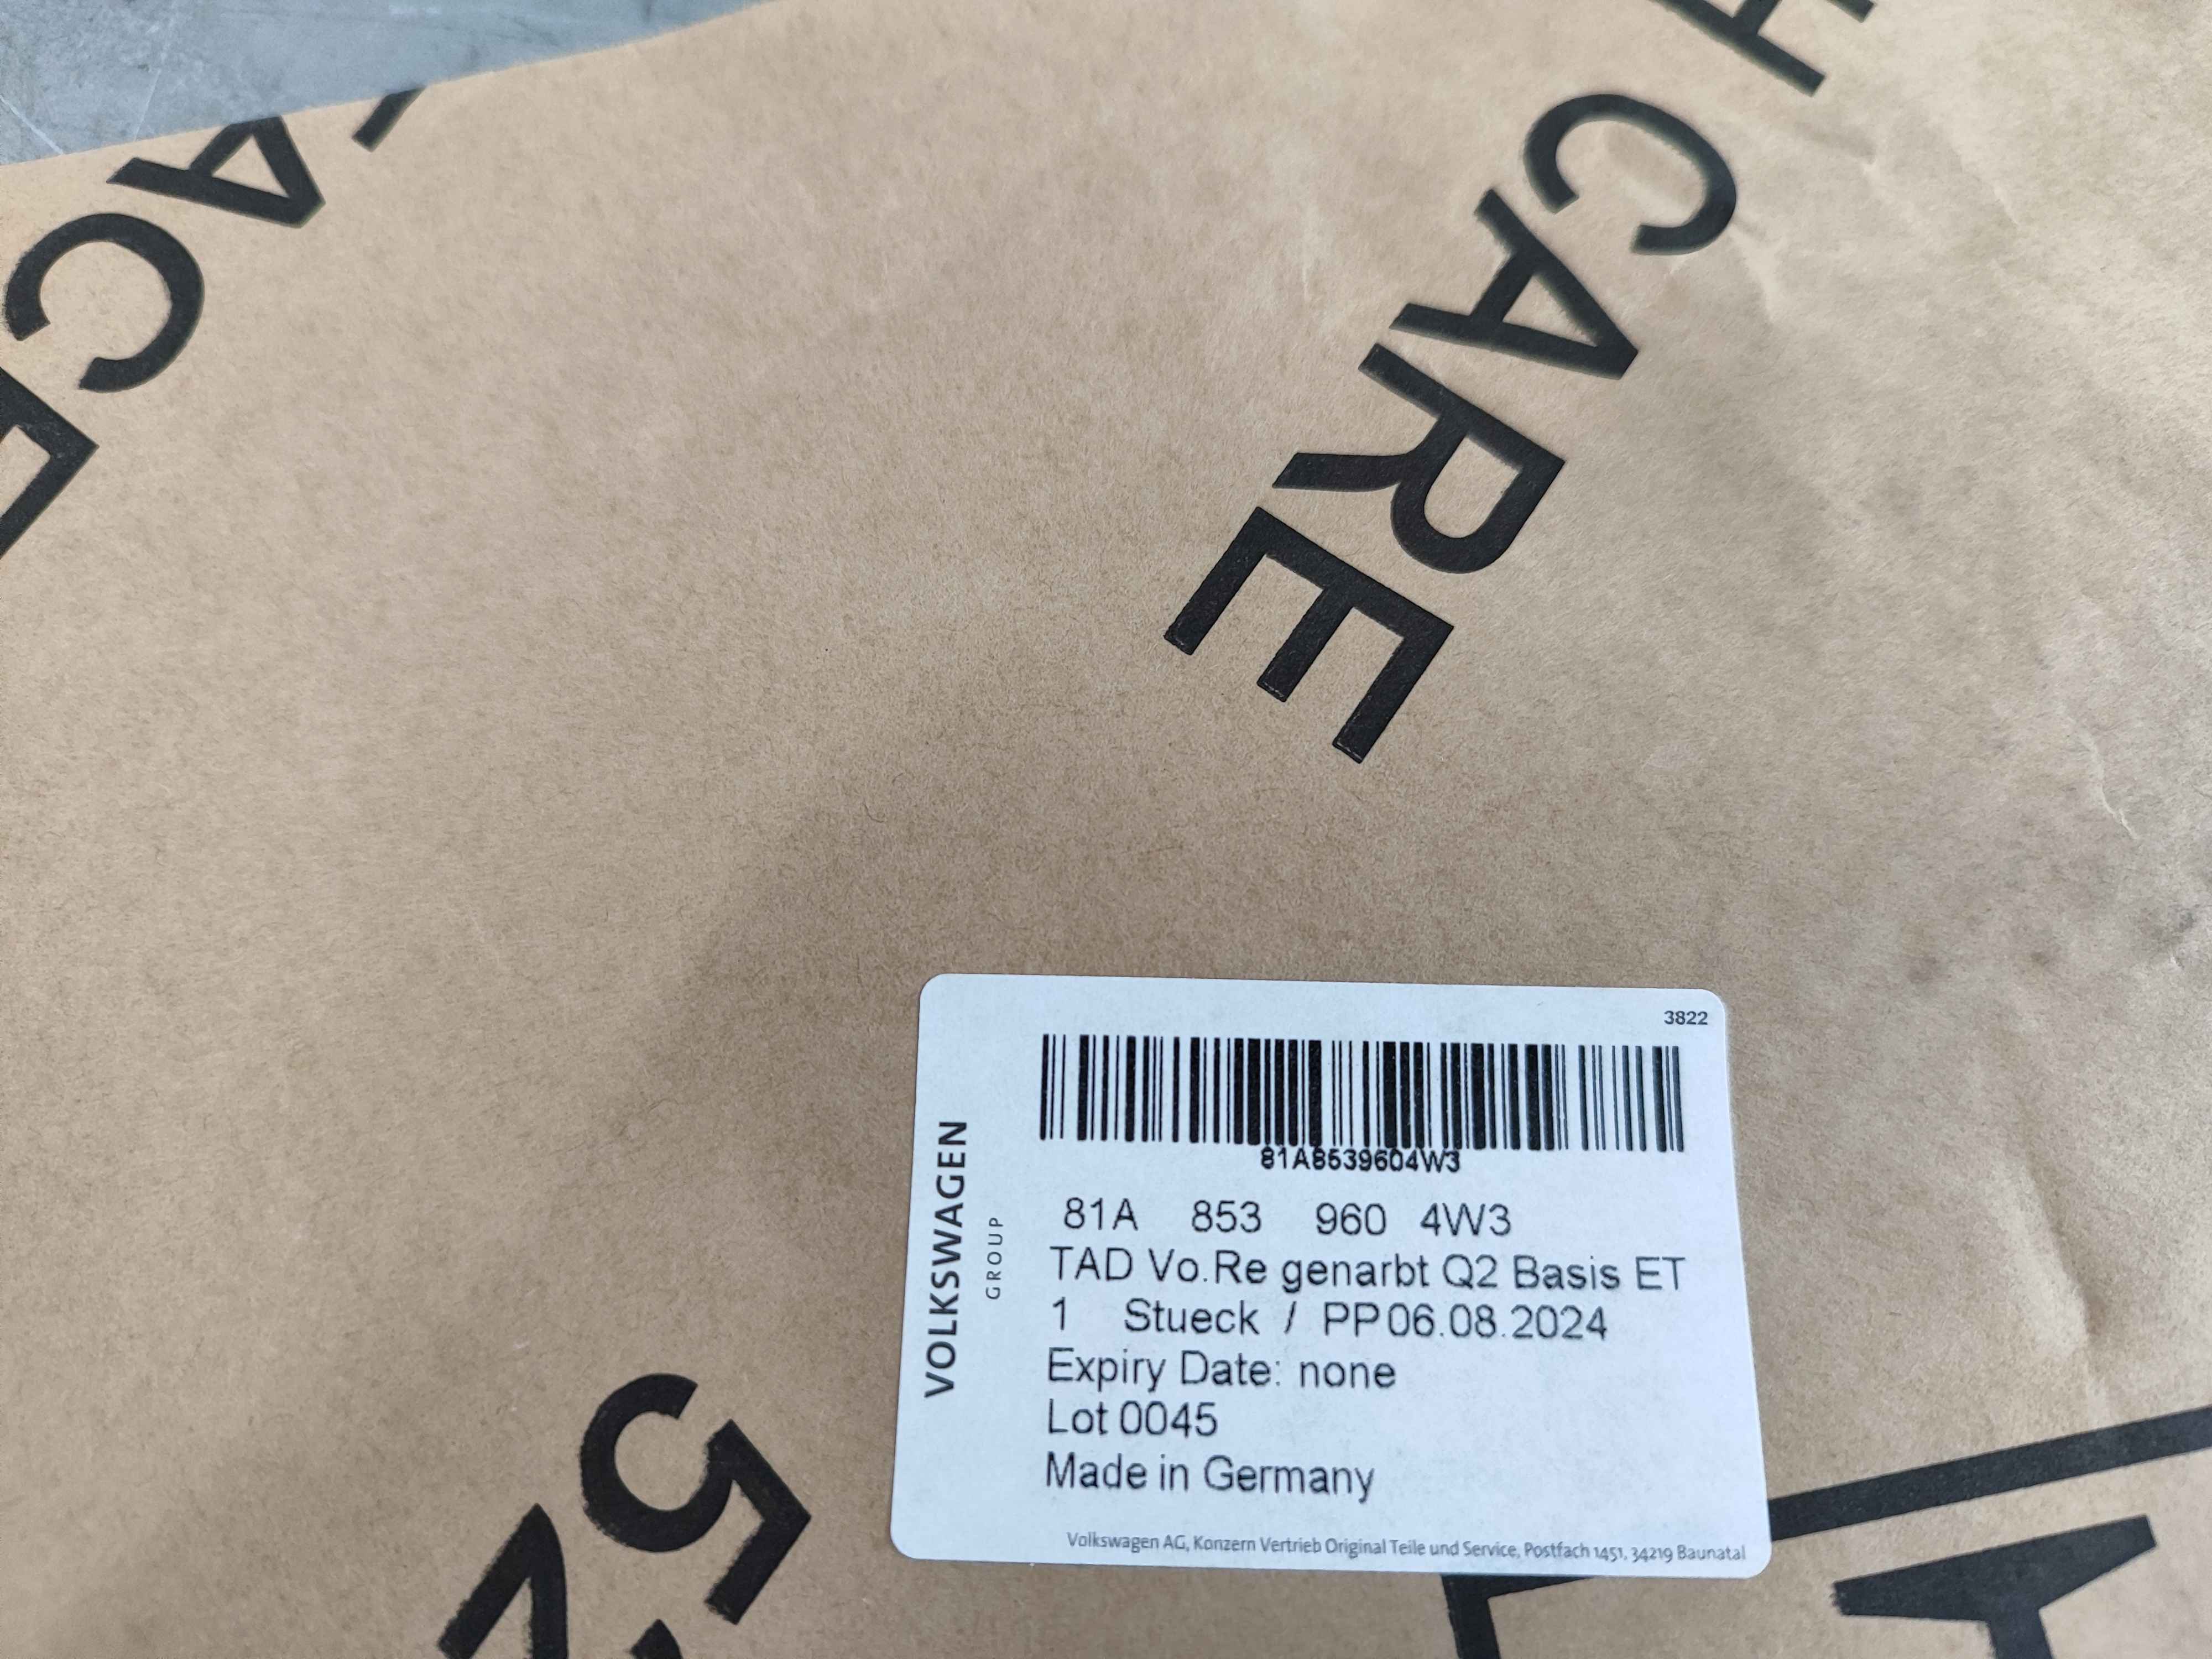 CARE
3822
81A8539604W3
81A 853 960 4W3
TAD Vo.Re genarbt Q2 Basis ET
1 Stueck / PP06.08.2024
Expiry Date: none
Lot 0045
Made in Germany
Volkswagen AG, Konzern Vertrieb Original Teile und Service, Postfach 1451, 34219 Baunatal
VOLKSWAGEN
GROUP